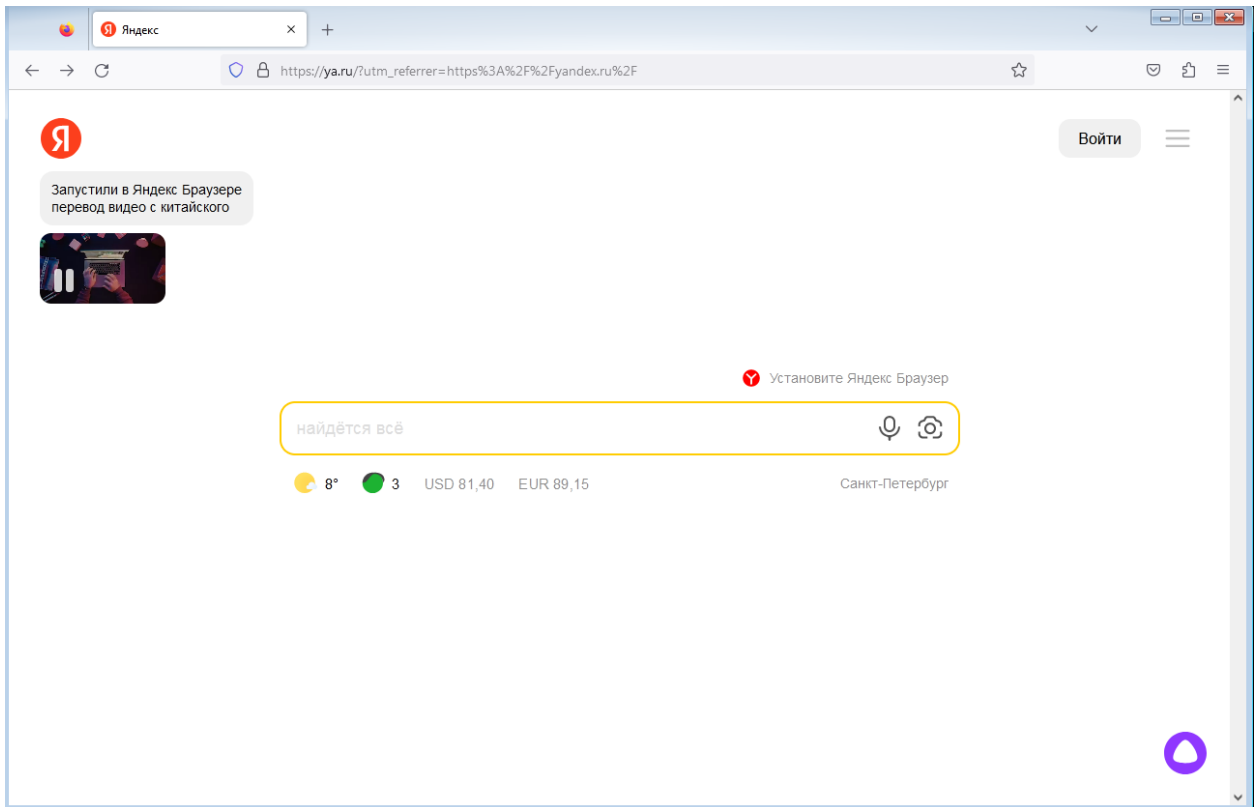 Яндекс
https://ya.ru/?utm_referrer=https%3A%2F%2Fyandex.ru%2F
Я
Войти
Запустили в Яндекс Браузере
перевод видео с китайского
Установите Яндекс Браузер
найдётся всё
8° 3 USD 81,40 EUR 89,15 Санкт-Петербург